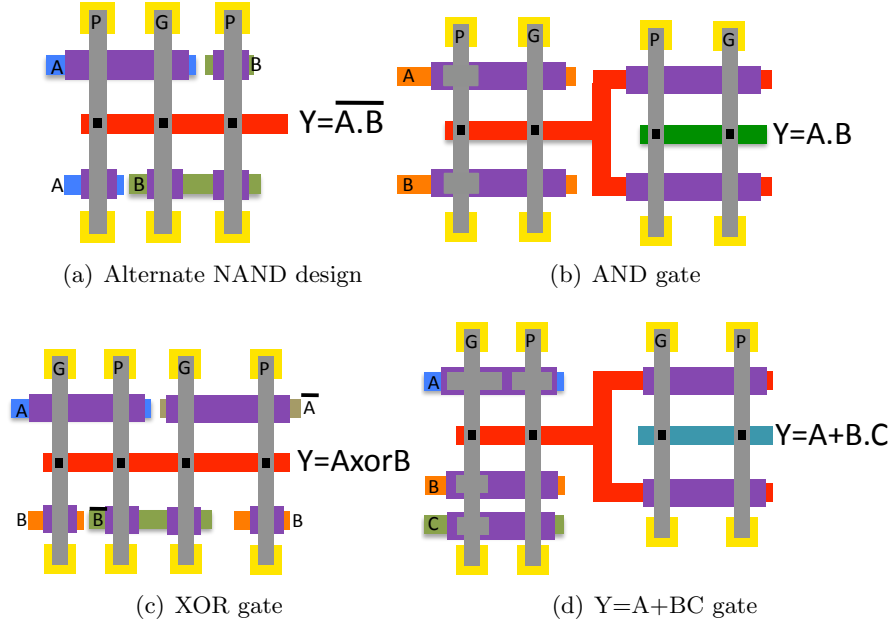 P G P
A B
Y=A̅.̅B̅
A B
(a) Alternate NAND design
P G P G
A
Y=A.B
B
(b) AND gate
G P G P
A A̅
Y=AxorB
B B̅ B
(c) XOR gate
G P G P
A
Y=A+B.C
B
C
(d) Y=A+BC gate